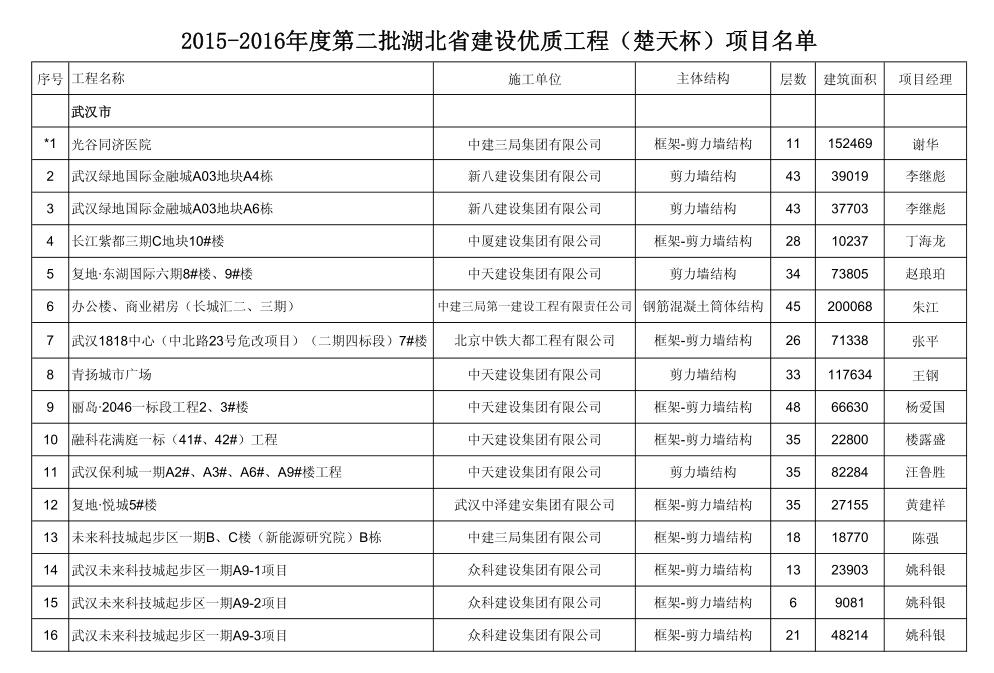 2015-2016年度第二批湖北省建设优质工程（楚天杯）项目名单
序号 工程名称 施工单位 主体结构 层数 建筑面积 项目经理
武汉市
*1 光谷同济医院 中建三局集团有限公司 框架-剪力墙结构 11 152469 谢华
2 武汉绿地国际金融城A03地块A4栋 新八建设集团有限公司 剪力墙结构 43 39019 李继彪
3 武汉绿地国际金融城A03地块A6栋 新八建设集团有限公司 剪力墙结构 43 37703 李继彪
4 长江紫都三期C地块10#楼 中厦建设集团有限公司 框架-剪力墙结构 28 10237 丁海龙
5 复地·东湖国际六期8#楼、9#楼 中天建设集团有限公司 剪力墙结构 34 73805 赵琅珀
6 办公楼、商业裙房（长城汇二、三期） 中建三局第一建设工程有限责任公司 钢筋混凝土筒体结构 45 200068 朱江
7 武汉1818中心（中北路23号危改项目）（二期四标段）7#楼 北京中铁大都工程有限公司 框架-剪力墙结构 26 71338 张平
8 青扬城市广场 中天建设集团有限公司 剪力墙结构 33 117634 王钢
9 丽岛·2046一标段工程2、3#楼 中天建设集团有限公司 框架-剪力墙结构 48 66630 杨爱国
10 融科花满庭一标（41#、42#）工程 中天建设集团有限公司 框架-剪力墙结构 35 22800 楼露盛
11 武汉保利城一期A2#、A3#、A6#、A9#楼工程 中天建设集团有限公司 剪力墙结构 35 82284 汪鲁胜
12 复地·悦城5#楼 武汉中泽建安集团有限公司 框架-剪力墙结构 35 27155 黄建祥
13 未来科技城起步区一期B、C楼（新能源研究院）B栋 中建三局集团有限公司 框架-剪力墙结构 18 18770 陈强
14 武汉未来科技城起步区一期A9-1项目 众科建设集团有限公司 框架-剪力墙结构 13 23903 姚科银
15 武汉未来科技城起步区一期A9-2项目 众科建设集团有限公司 框架-剪力墙结构 6 9081 姚科银
16 武汉未来科技城起步区一期A9-3项目 众科建设集团有限公司 框架-剪力墙结构 21 48214 姚科银